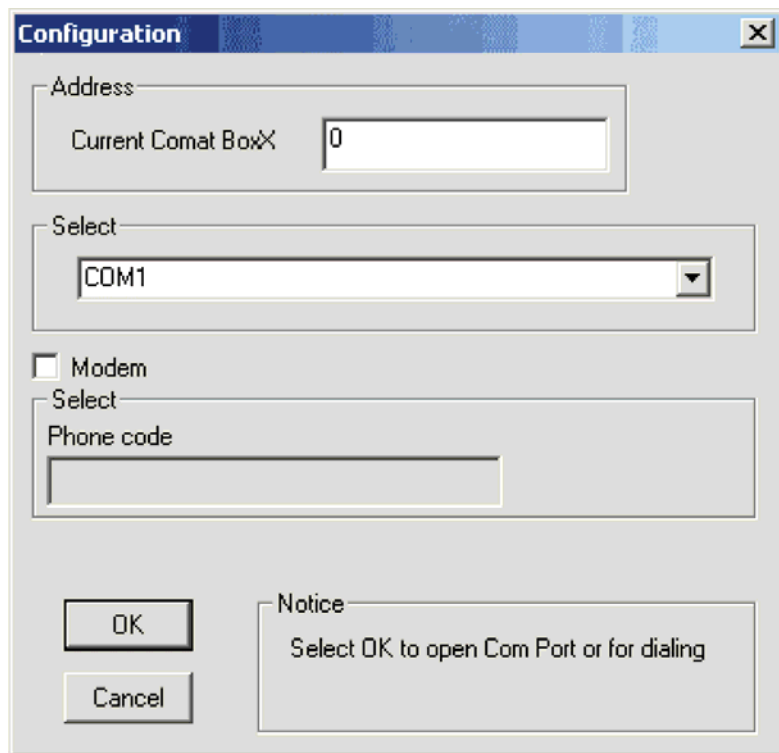 Configuration
Address
Current Comat BoxX
0
Select
COM1
Modem
Select
Phone code
OK
Notice
Select OK to open Com Port or for dialing
Cancel